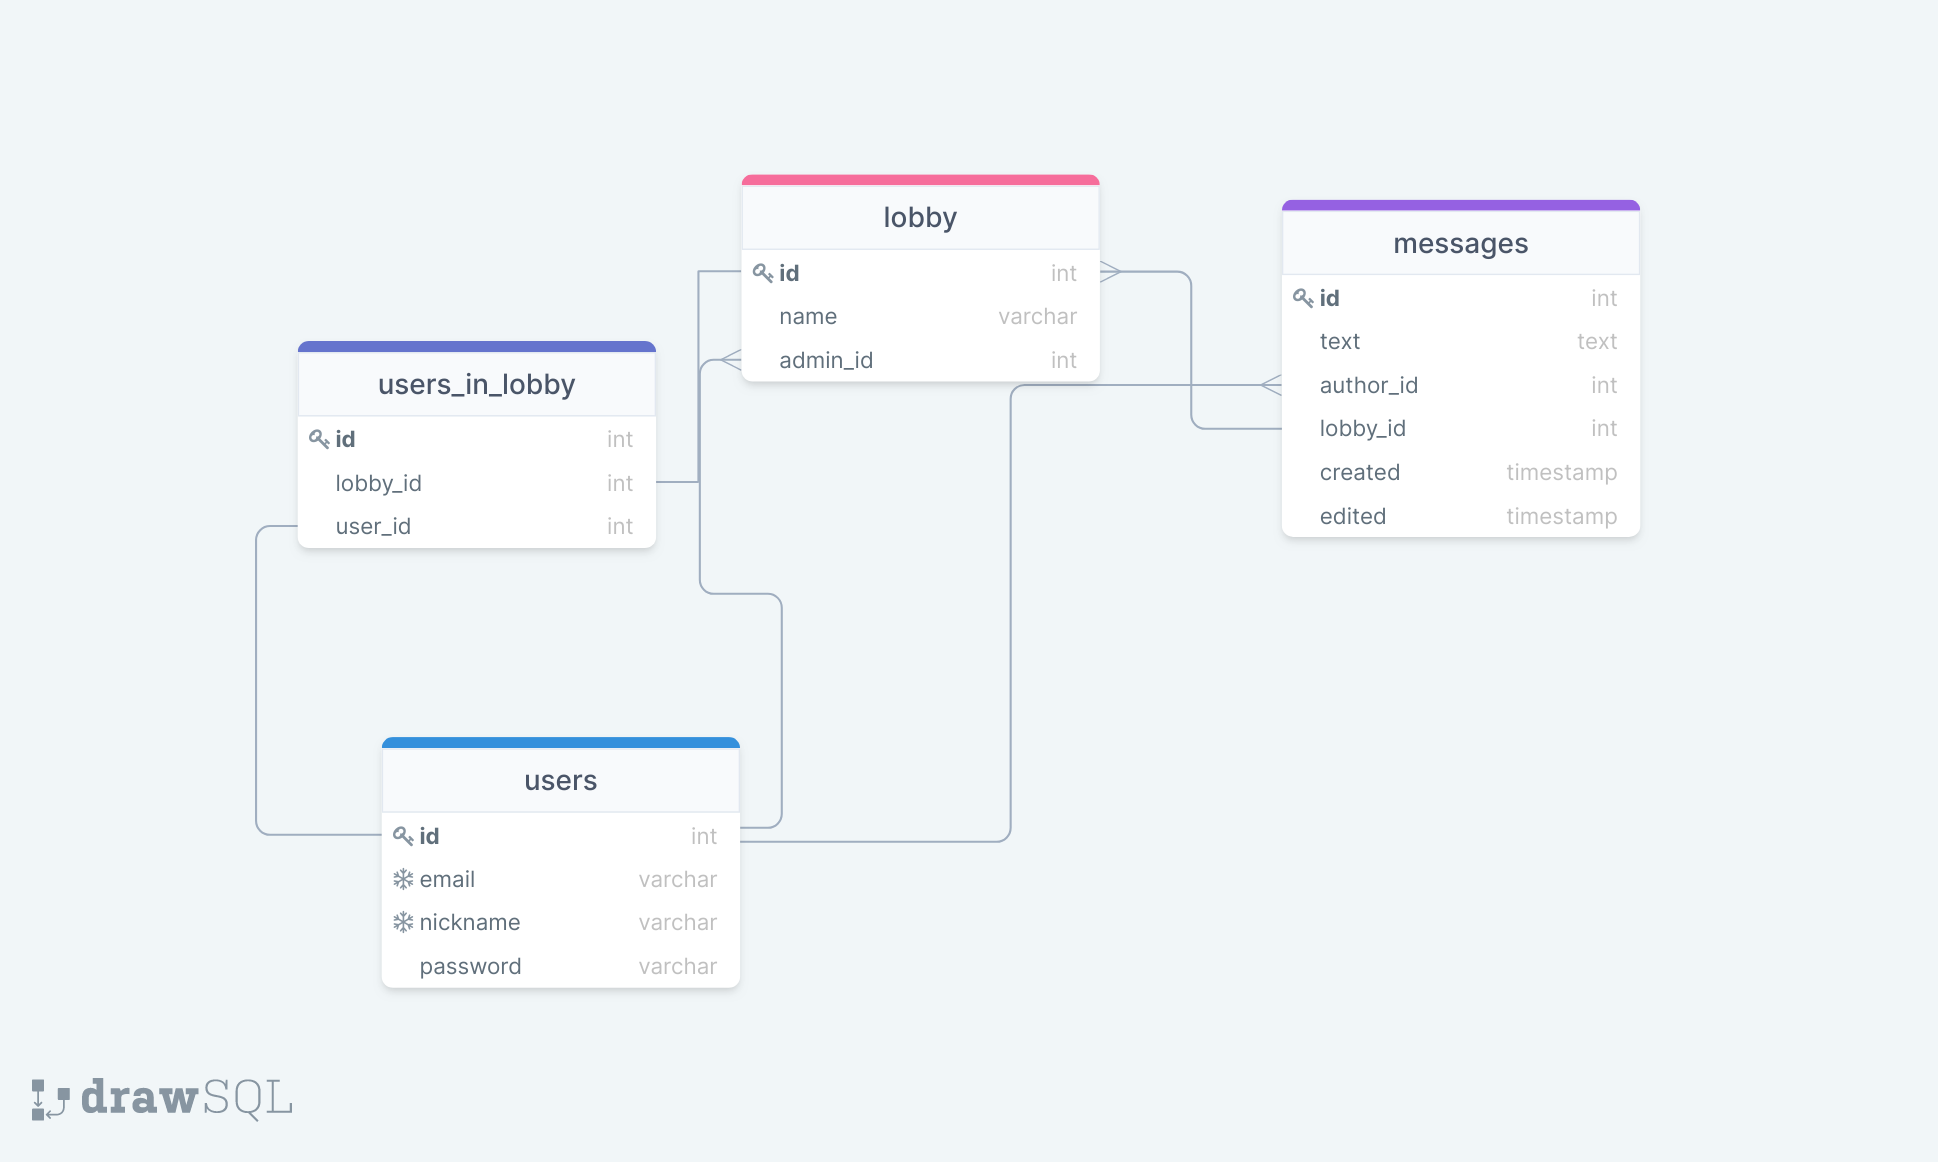 lobby
id int
name varchar
admin_id int
messages
id int
text text
author_id int
lobby_id int
created timestamp
edited timestamp
users_in_lobby
id int
lobby_id int
user_id int
users
id int
email varchar
nickname varchar
password varchar
drawSQL